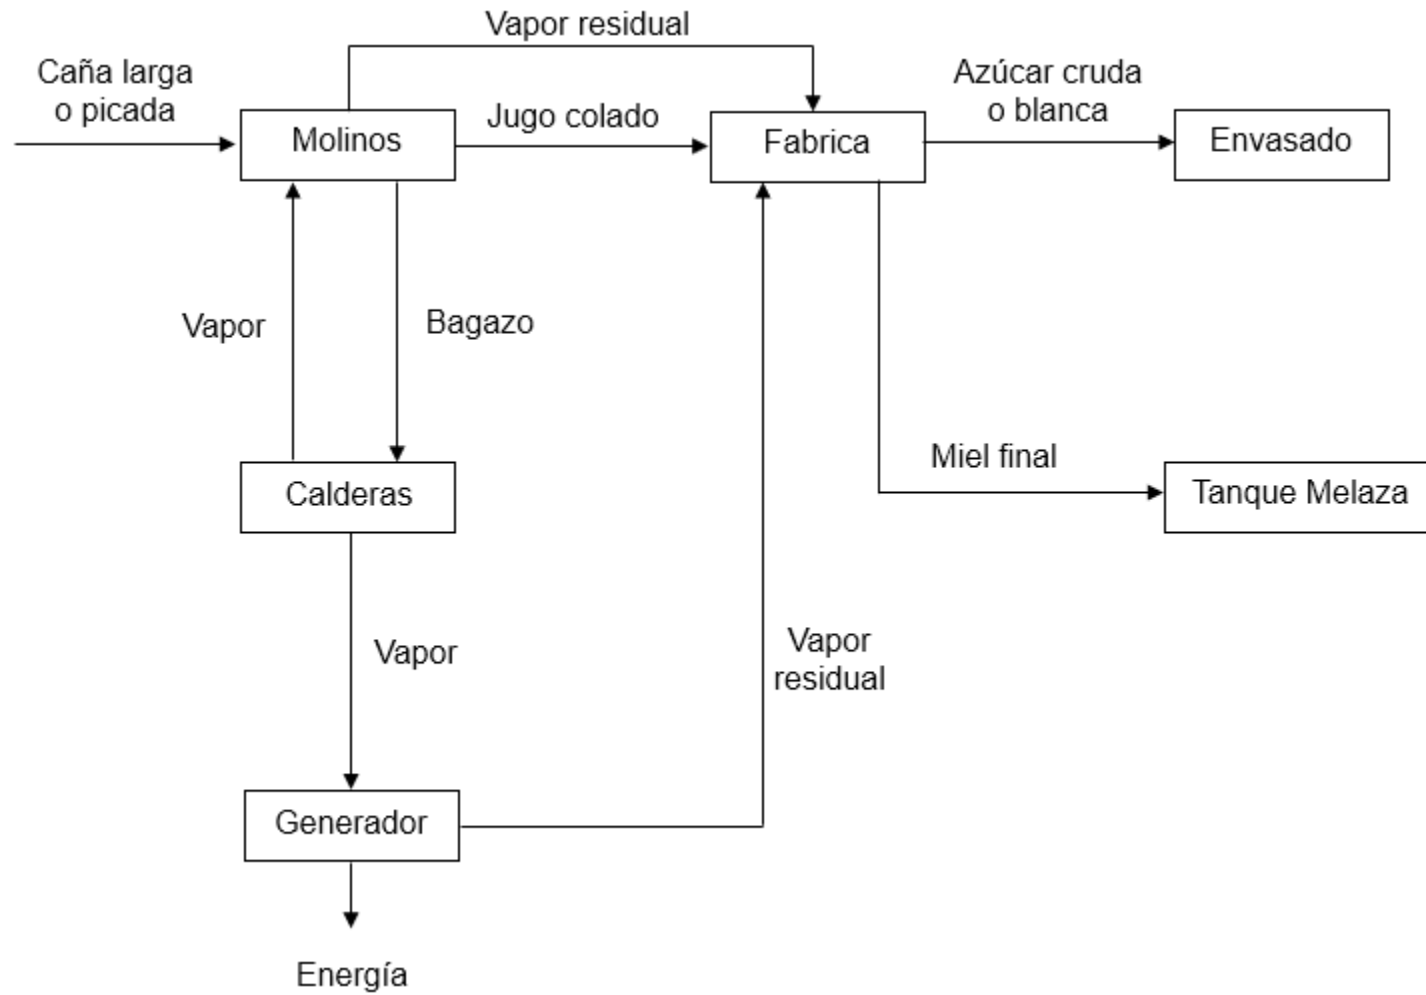 Vapor residual
Caña larga
o picada
Azúcar cruda
o blanca
Jugo colado
Molinos
Fabrica
Envasado
Vapor
Bagazo
Miel final
Calderas
Tanque Melaza
Vapor
Vapor
residual
Generador
Energía